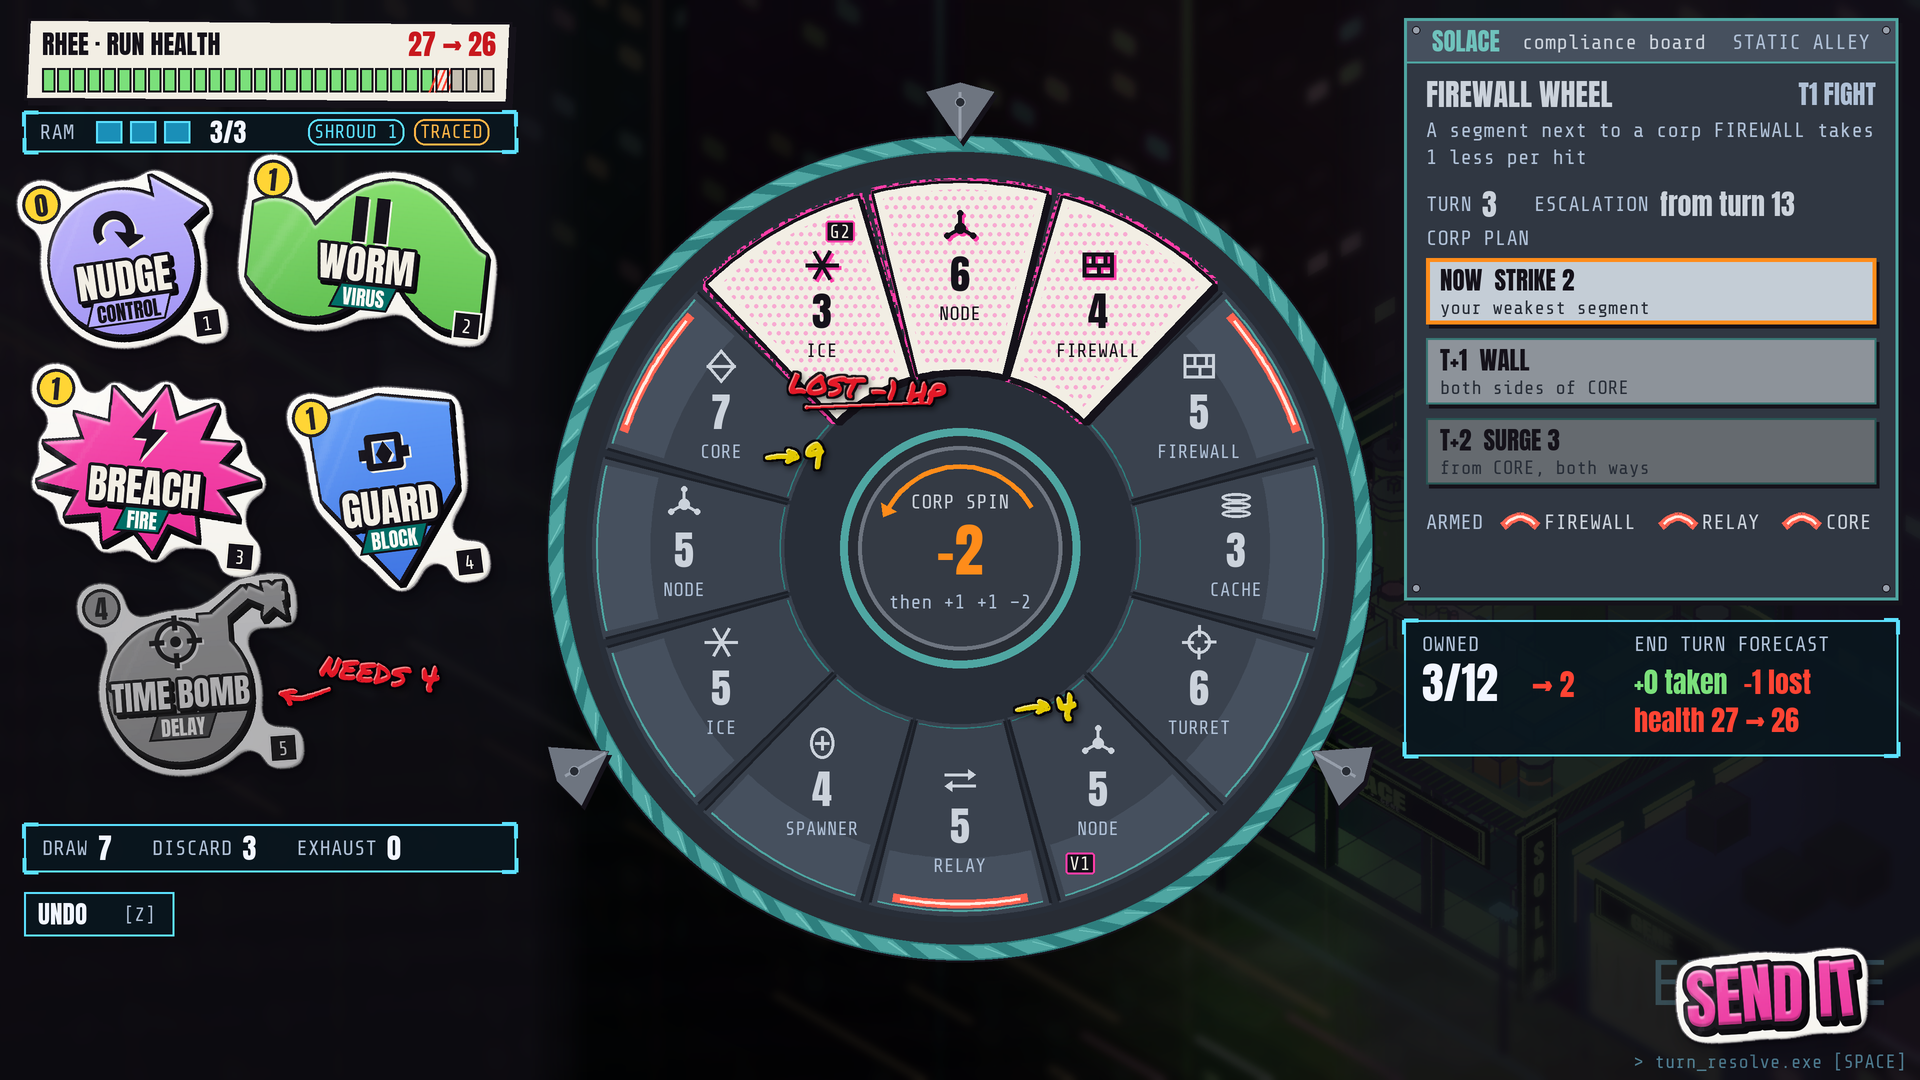 RHEE · RUN HEALTH
27 → 26
RAM 3/3 SHROUD 1 TRACED
0
NUDGE
CONTROL
1
1
WORM
VIRUS
2
1
BREACH
FIRE
3
1
GUARD
BLOCK
4
4
TIME BOMB
DELAY
5
NEEDS 4
DRAW 7 DISCARD 3 EXHAUST 0
UNDO [Z]
G2
3
ICE
6
NODE
4
FIREWALL
LOST -1 HP
7
CORE
→9
5
FIREWALL
5
NODE
3
CACHE
5
ICE
6
TURRET
4
SPAWNER
5
RELAY
→4
5
NODE
V1
CORP SPIN
-2
then +1 +1 -2
SOLACE compliance board STATIC ALLEY
FIREWALL WHEEL T1 FIGHT
A segment next to a corp FIREWALL takes
1 less per hit
TURN 3 ESCALATION from turn 13
CORP PLAN
NOW STRIKE 2
your weakest segment
T+1 WALL
both sides of CORE
T+2 SURGE 3
from CORE, both ways
ARMED FIREWALL RELAY CORE
OWNED
3/12 → 2
END TURN FORECAST
+0 taken -1 lost
health 27 → 26
SEND IT
> turn_resolve.exe [SPACE]